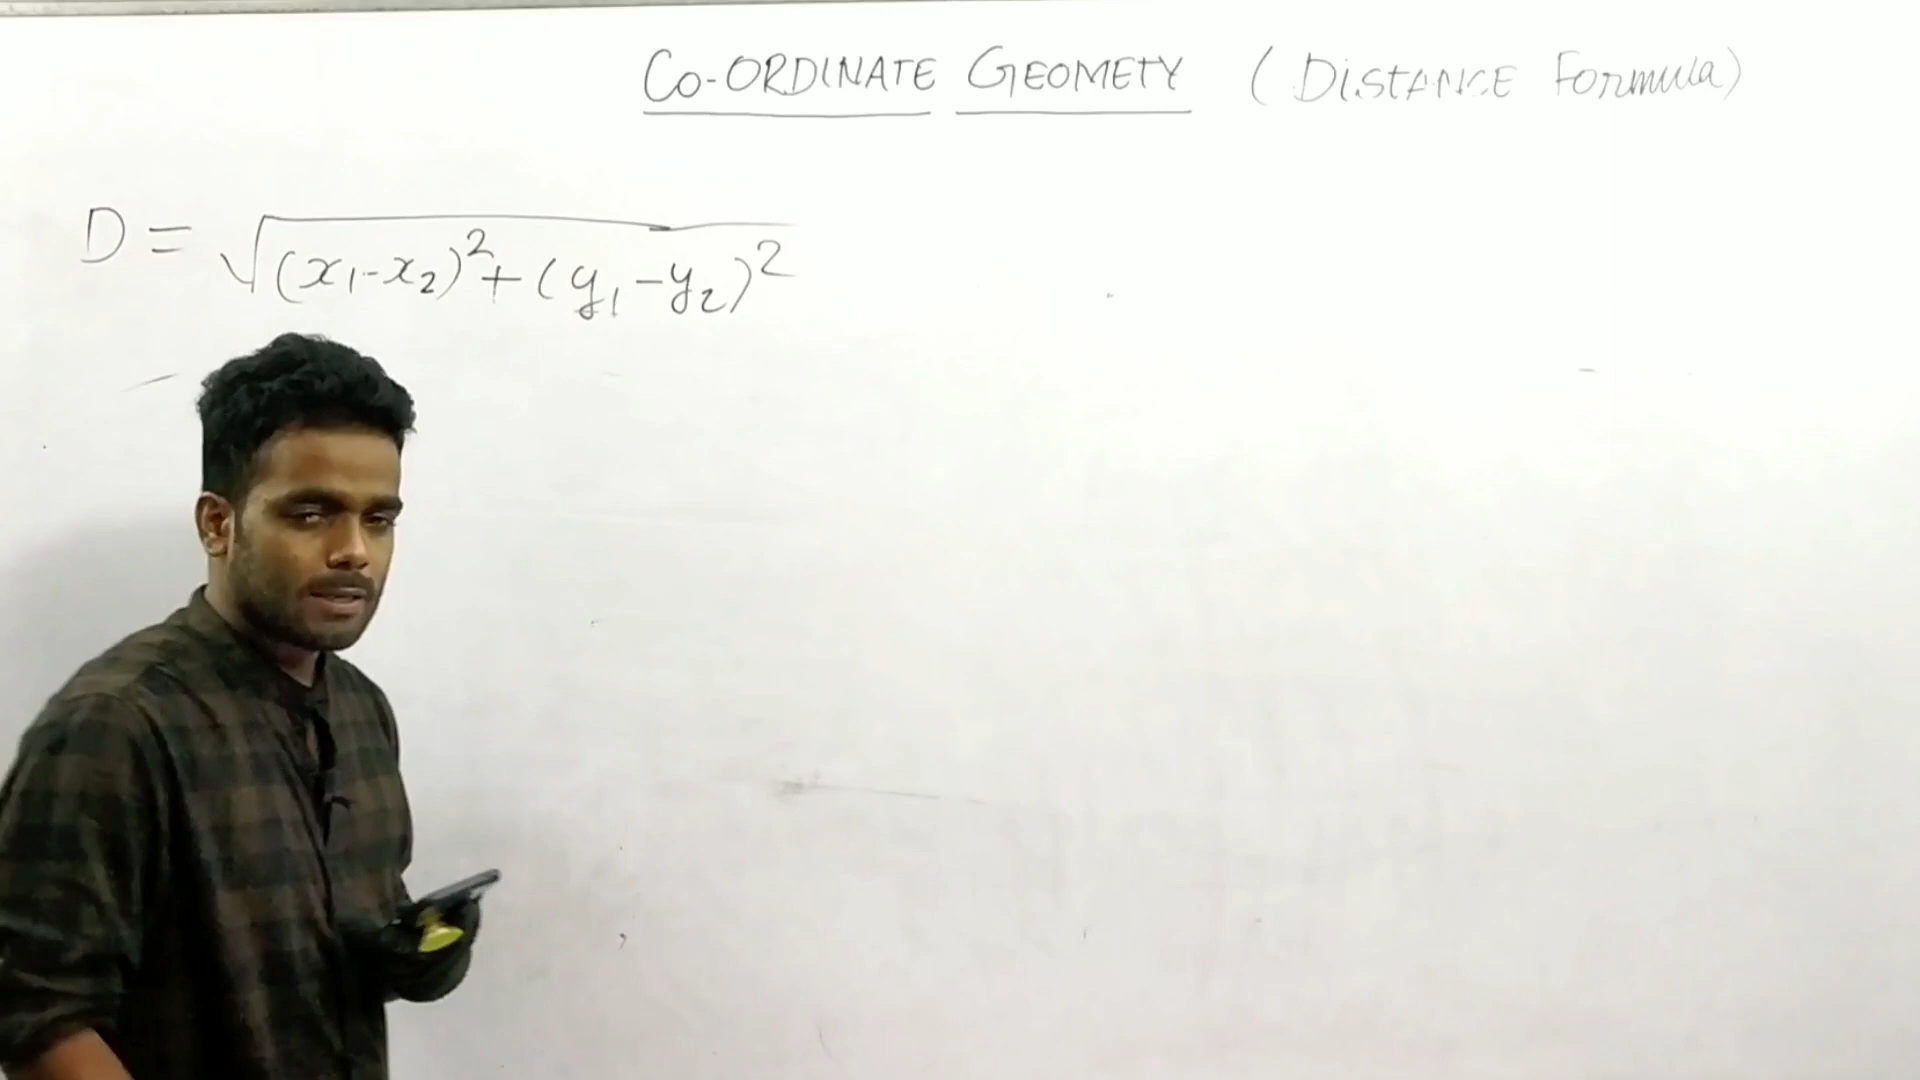 CO-ORDINATE GEOMETY (DISTANCE FORMULA)
D = √(x₁-x₂)²+(y₁-y₂)²